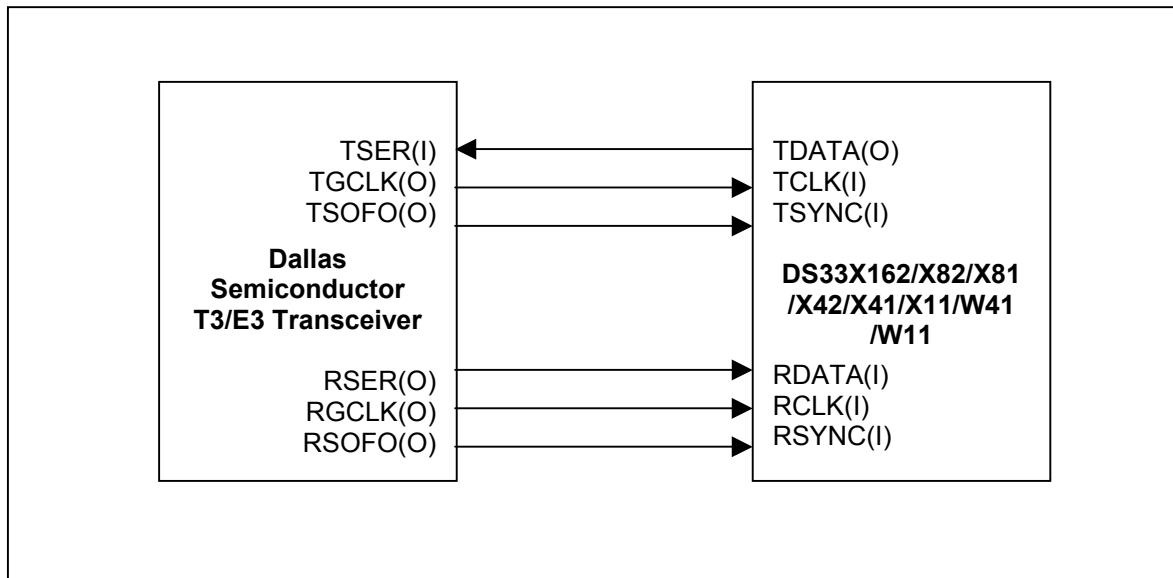 TSER(I)
TGCLK(O)
TSOFO(O)
Dallas
Semiconductor
T3/E3 Transceiver
RSER(O)
RGCLK(O)
RSOFO(O)
TDATA(O)
TCLK(I)
TSYNC(I)
DS33X162/X82/X81
/X42/X41/X11/W41
/W11
RDATA(I)
RCLK(I)
RSYNC(I)